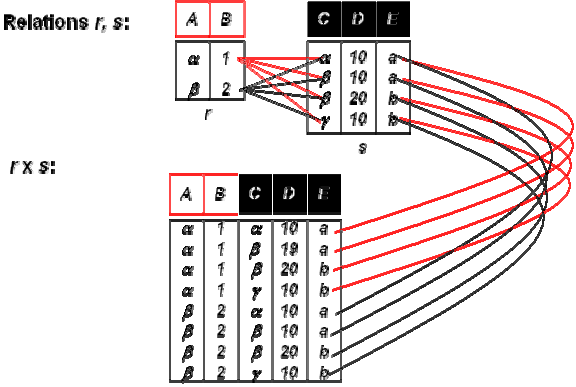 Relations r, s:
A B
C D E
α 1
β 2
r
α 10 a
β 10 a
β 20 b
γ 10 b
s
r x s:
A B C D E
α 1 α 10 a
α 1 β 19 a
α 1 β 20 b
α 1 γ 10 b
β 2 α 10 a
β 2 β 10 a
β 2 β 20 b
β 2 γ 10 b